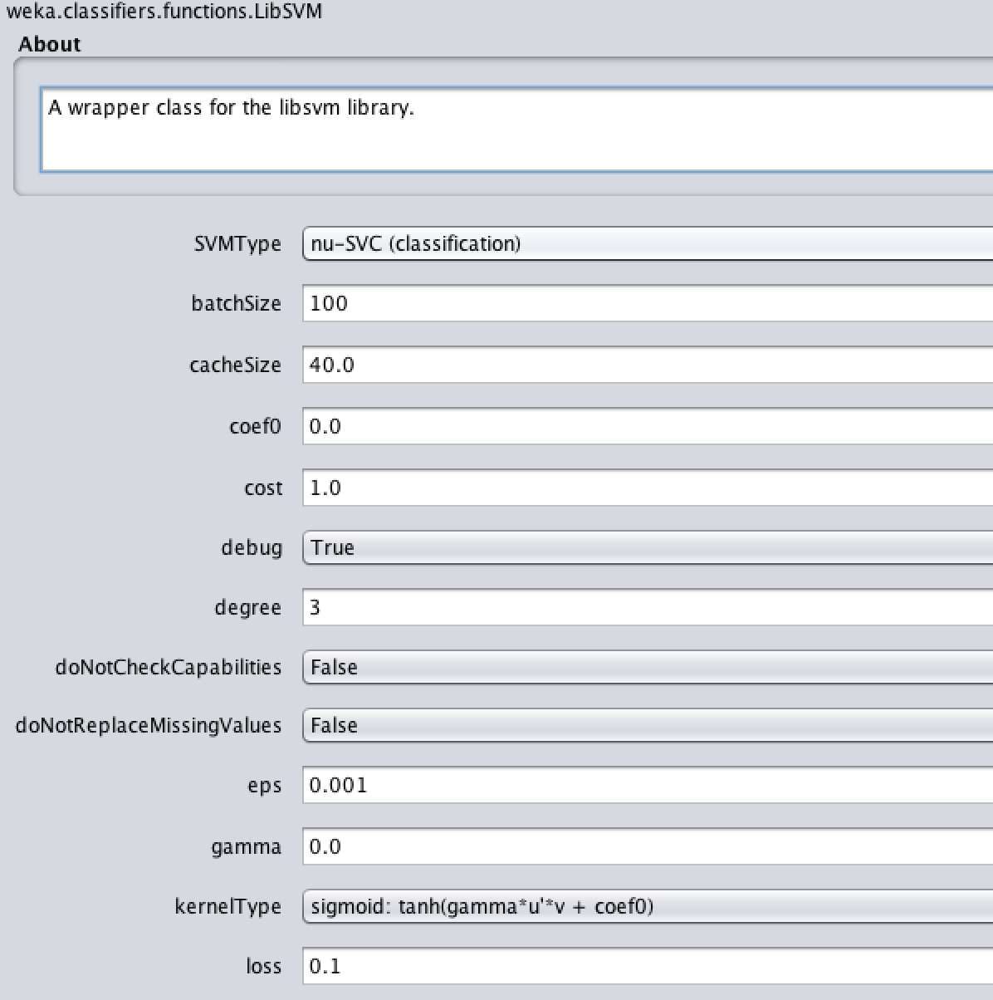 weka.classifiers.functions.LibSVM
About
A wrapper class for the libsvm library.
SVMType nu-SVC (classification)
batchSize 100
cacheSize 40.0
coef0 0.0
cost 1.0
debug True
degree 3
doNotCheckCapabilities False
doNotReplaceMissingValues False
eps 0.001
gamma 0.0
kernelType sigmoid: tanh(gamma*u'*v + coef0)
loss 0.1